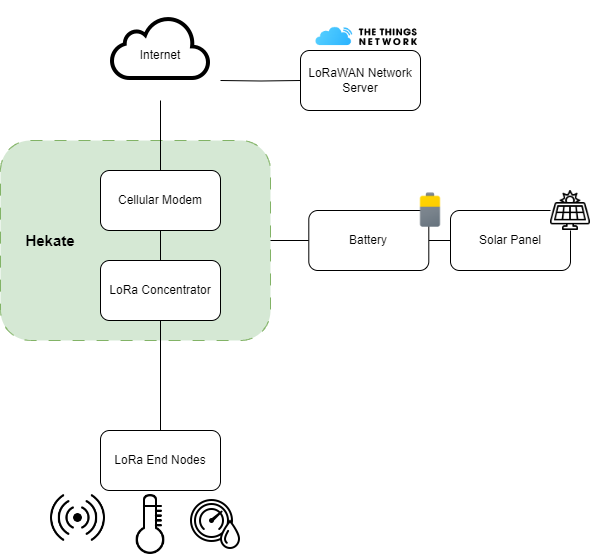 Internet
THE THINGS
NETWORK
LoRaWAN Network
Server
Cellular Modem
Hekate
Battery
Solar Panel
LoRa Concentrator
LoRa End Nodes